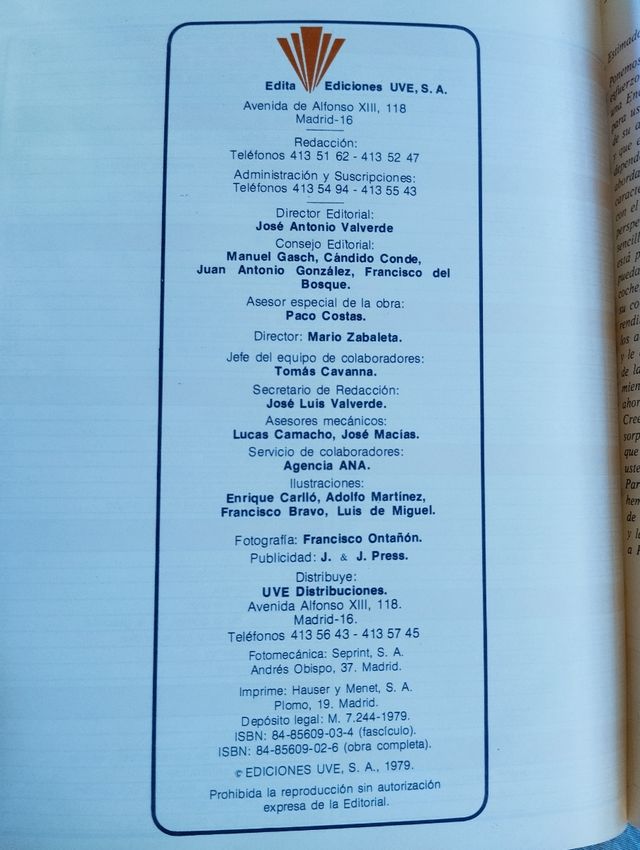 Edita Ediciones UVE, S. A.
Avenida de Alfonso XIII, 118
Madrid-16
Redacción:
Teléfonos 413 51 62 - 413 52 47
Administración y Suscripciones:
Teléfonos 413 54 94 - 413 55 43
Director Editorial:
José Antonio Valverde
Consejo Editorial:
Manuel Gasch, Cándido Conde,
Juan Antonio González, Francisco del
Bosque.
Asesor especial de la obra:
Paco Costas.
Director: Mario Zabaleta.
Jefe del equipo de colaboradores:
Tomás Cavanna.
Secretario de Redacción:
José Luis Valverde.
Asesores mecánicos:
Lucas Camacho, José Macías.
Servicio de colaboradores:
Agencia ANA.
Ilustraciones:
Enrique Carlló, Adolfo Martínez,
Francisco Bravo, Luis de Miguel.
Fotografía: Francisco Ontañón.
Publicidad: J. & J. Press.
Distribuye:
UVE Distribuciones.
Avenida Alfonso XIII, 118.
Madrid-16.
Teléfonos 413 56 43 - 413 57 45
Fotomecánica: Seprint, S. A.
Andrés Obispo, 37. Madrid.
Imprime: Hauser y Menet, S. A.
Plomo, 19. Madrid.
Depósito legal: M. 7.244-1979.
ISBN: 84-85609-03-4 (fascículo).
ISBN: 84-85609-02-6 (obra completa).
© EDICIONES UVE, S. A., 1979.
Prohibida la reproducción sin autorización
expresa de la Editorial.